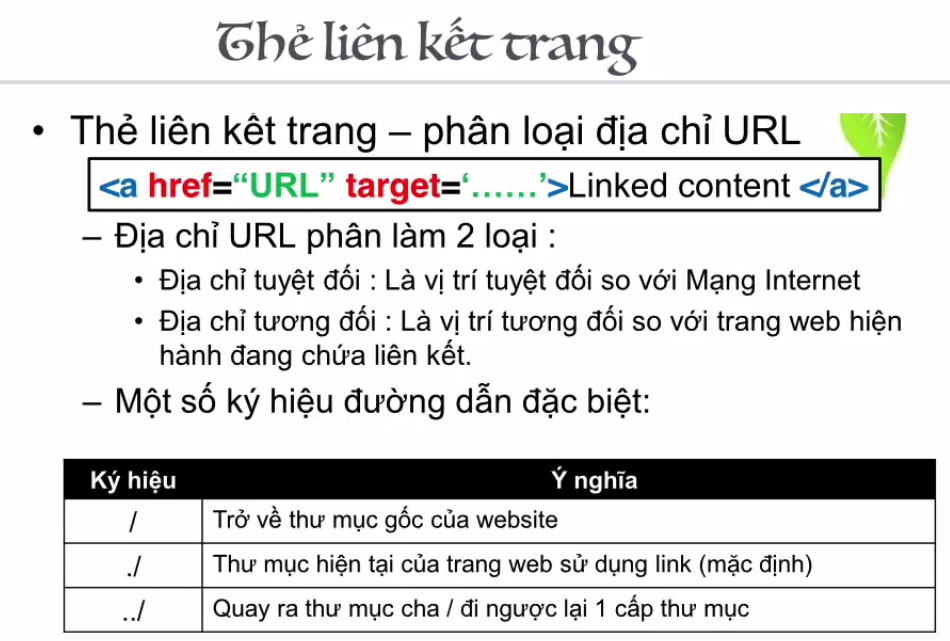 Thẻ liên kết trang
• Thẻ liên kêt trang – phân loại địa chỉ URL
<a href=“URL” target=‘……’>Linked content </a>
– Địa chỉ URL phân làm 2 loại :
• Địa chỉ tuyệt đối : Là vị trí tuyệt đối so với Mạng Internet
• Địa chỉ tương đối : Là vị trí tương đối so với trang web hiện
hành đang chứa liên kết.
– Một số ký hiệu đường dẫn đặc biệt:
Ký hiệu Ý nghĩa
/ Trở về thư mục gốc của website
./ Thư mục hiện tại của trang web sử dụng link (mặc định)
../ Quay ra thư mục cha / đi ngược lại 1 cấp thư mục